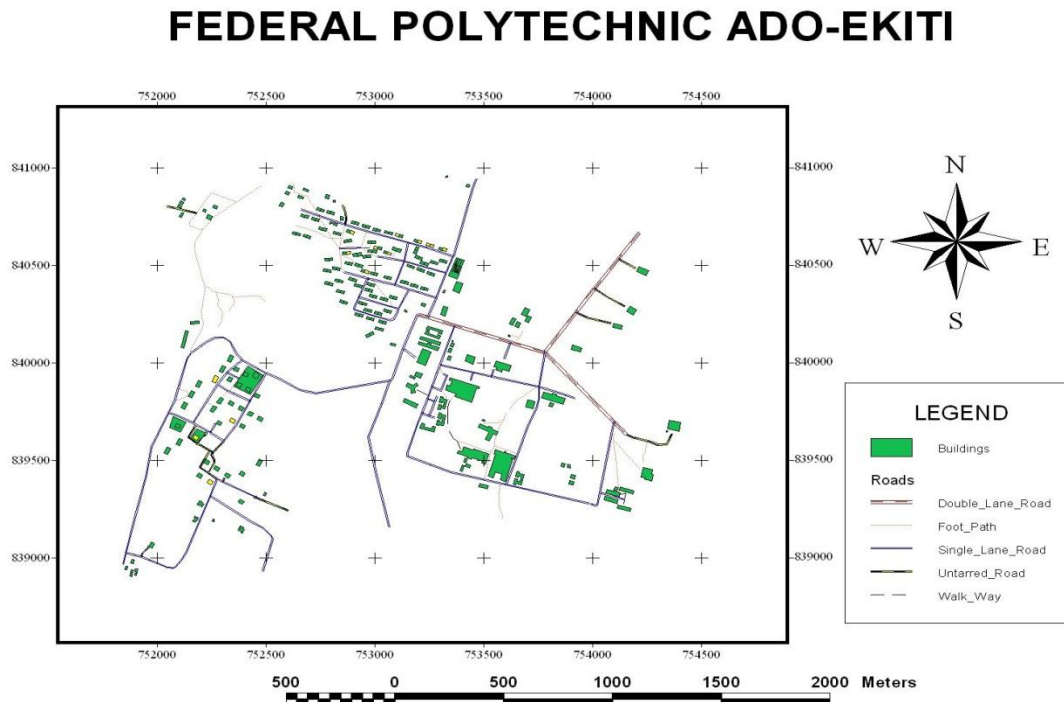 FEDERAL POLYTECHNIC ADO-EKITI
752000 752500 753000 753500 754000 754500
841000 841000
840500 840500
840000 840000
839500 839500
839000 839000
752000 752500 753000 753500 754000 754500
N
W E
S
LEGEND
Buildings
Roads
Double_Lane_Road
Foot_Path
Single_Lane_Road
Untarred_Road
Walk_Way
500 0 500 1000 1500 2000 Meters